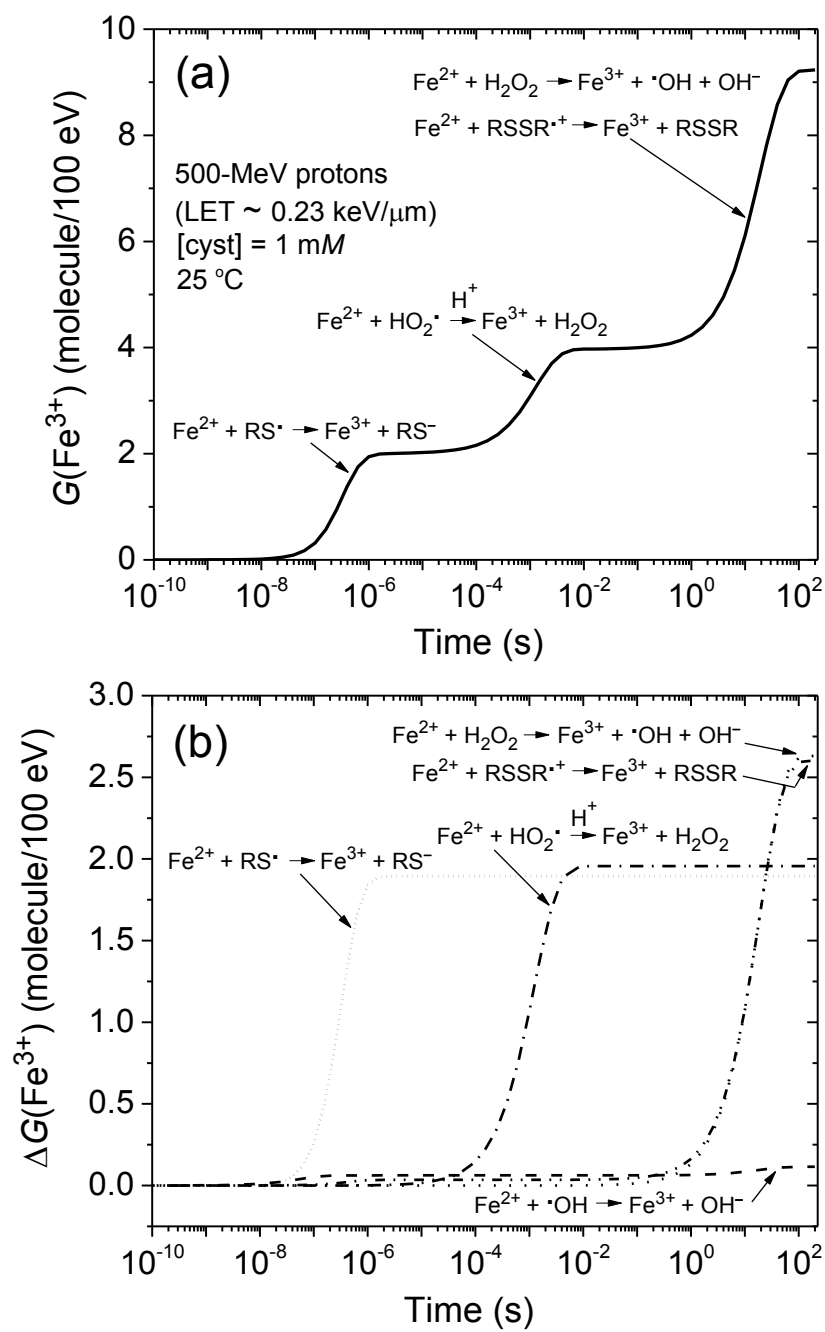 (a)
Fe²⁺ + H₂O₂ → Fe³⁺ + ·OH + OH⁻
Fe²⁺ + RSSR·⁺ → Fe³⁺ + RSSR
500-MeV protons
(LET ~ 0.23 keV/μm)
[cyst] = 1 mM
25 °C
H⁺
Fe²⁺ + HO₂· → Fe³⁺ + H₂O₂
Fe²⁺ + RS· → Fe³⁺ + RS⁻
G(Fe³⁺) (molecule/100 eV)
10
8
6
4
2
0
10⁻¹⁰ 10⁻⁸ 10⁻⁶ 10⁻⁴ 10⁻² 10⁰ 10²
Time (s)
(b)
Fe²⁺ + H₂O₂ → Fe³⁺ + ·OH + OH⁻
Fe²⁺ + RSSR·⁺ → Fe³⁺ + RSSR
H⁺
Fe²⁺ + HO₂· → Fe³⁺ + H₂O₂
Fe²⁺ + RS· → Fe³⁺ + RS⁻
Fe²⁺ + ·OH → Fe³⁺ + OH⁻
ΔG(Fe³⁺) (molecule/100 eV)
3.0
2.5
2.0
1.5
1.0
0.5
0.0
10⁻¹⁰ 10⁻⁸ 10⁻⁶ 10⁻⁴ 10⁻² 10⁰ 10²
Time (s)